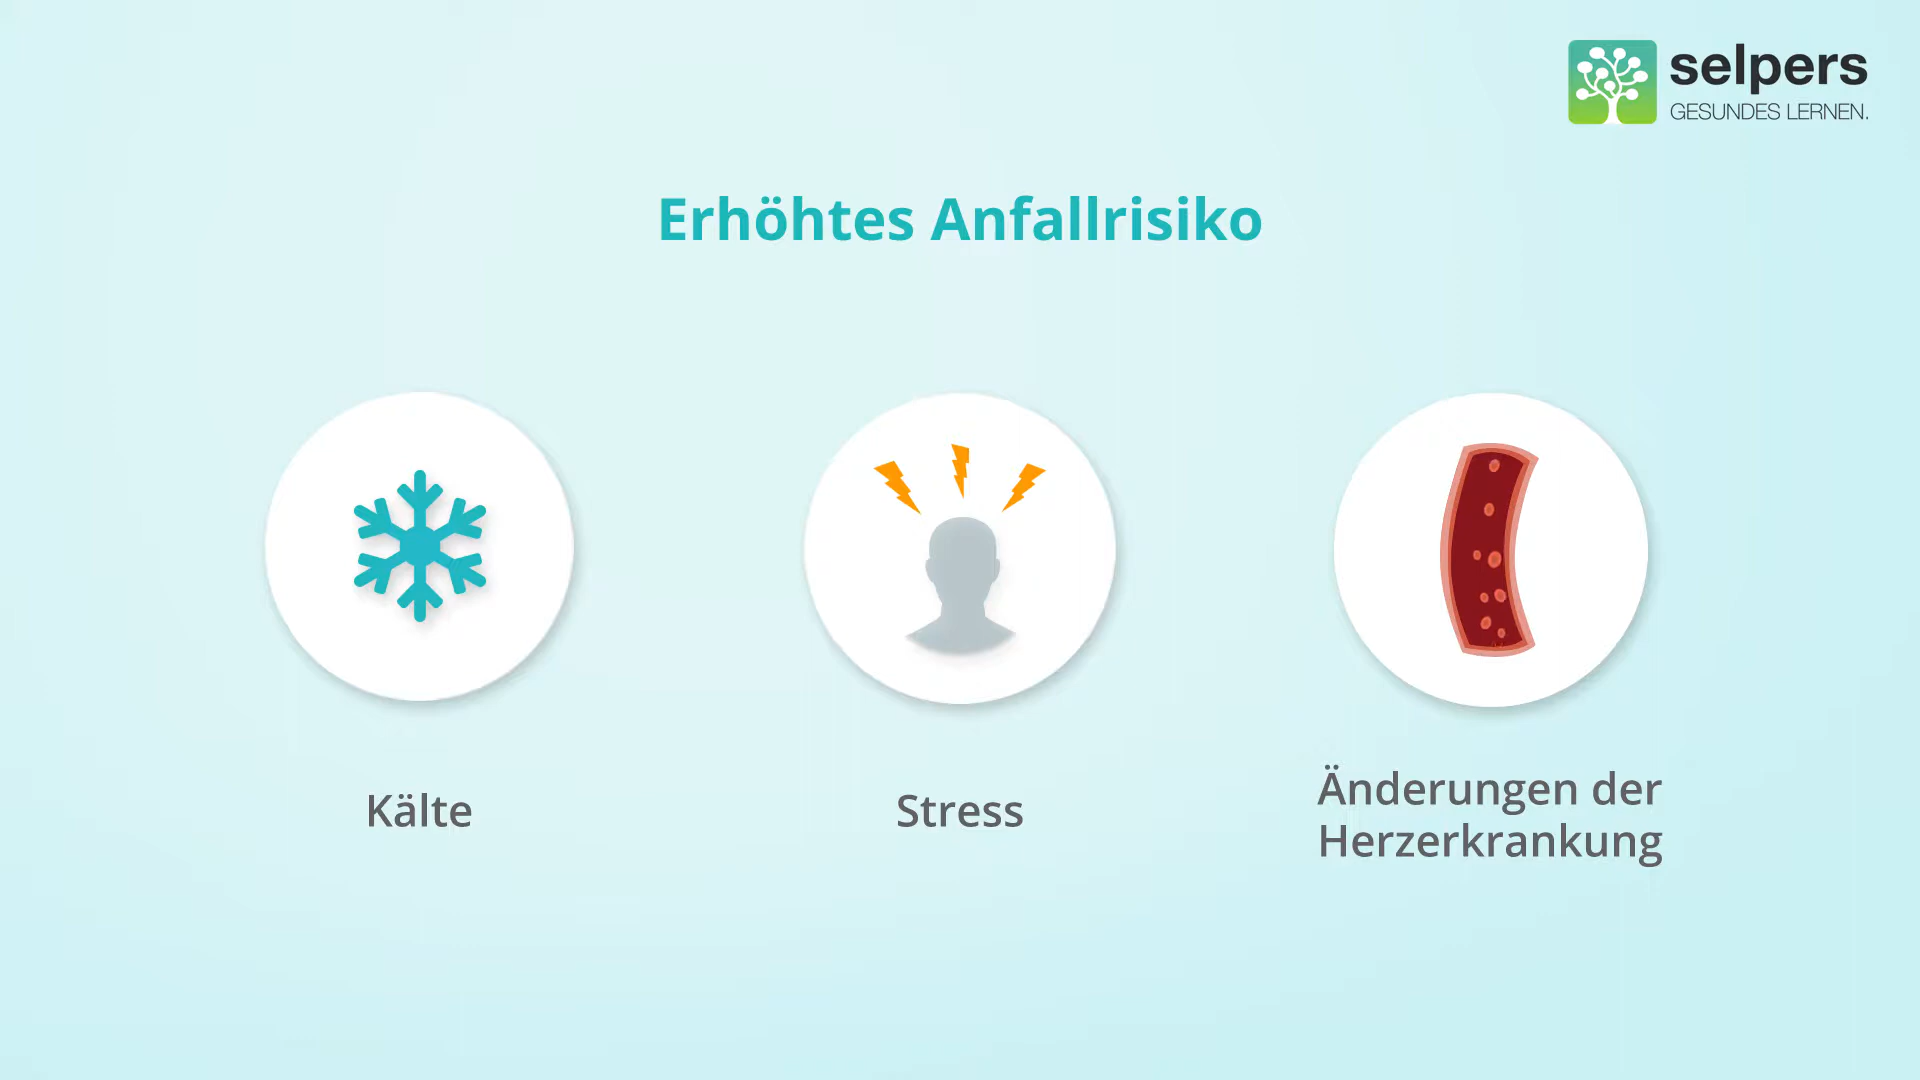 selpers
GESUNDES LERNEN.
Erhöhtes Anfallrisiko
Kälte
Stress
Änderungen der
Herzerkrankung